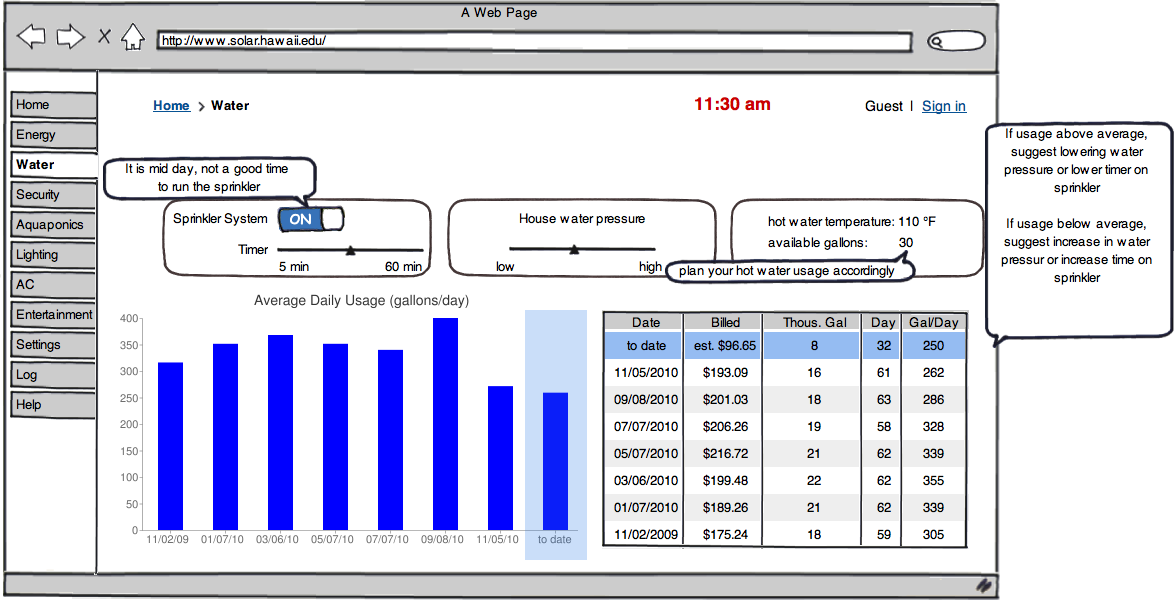 A Web Page
http://www.solar.hawaii.edu/
Home
Energy
Water
Security
Aquaponics
Lighting
AC
Entertainment
Settings
Log
Help
Home > Water
11:30 am
Guest | Sign in
It is mid day, not a good time
to run the sprinkler
Sprinkler System ON
Timer
5 min 60 min
House water pressure
low high
hot water temperature: 110 °F
available gallons: 30
plan your hot water usage accordingly
If usage above average,
suggest lowering water
pressure or lower timer on
sprinkler
If usage below average,
suggest increase in water
pressur or increase time on
sprinkler
Average Daily Usage (gallons/day)
400
350
300
250
200
150
100
50
0
11/02/09 01/07/10 03/06/10 05/07/10 07/07/10 09/08/10 11/05/10 to date
Date Billed Thous. Gal Day Gal/Day
to date est. $96.65 8 32 250
11/05/2010 $193.09 16 61 262
09/08/2010 $201.03 18 63 286
07/07/2010 $206.26 19 58 328
05/07/2010 $216.72 21 62 339
03/06/2010 $199.48 22 62 355
01/07/2010 $189.26 21 62 339
11/02/2009 $175.24 18 59 305